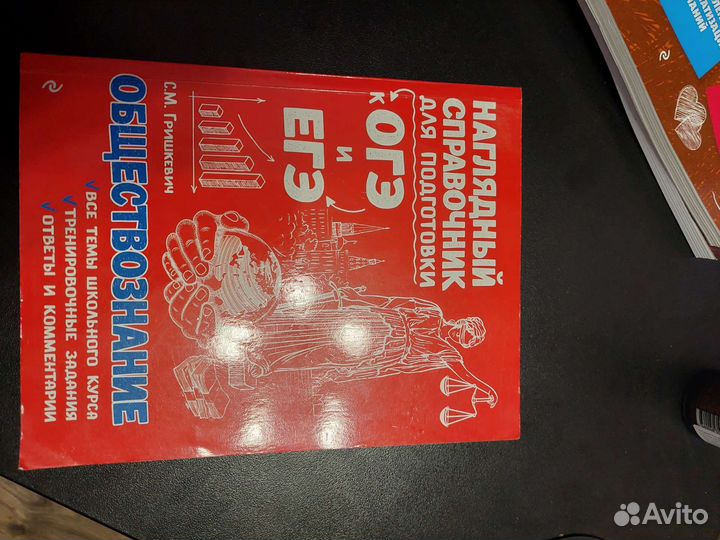 НАГЛЯДНЫЙ
СПРАВОЧНИК
ДЛЯ ПОДГОТОВКИ
К ОГЭ
И
ЕГЭ
С.М. ГРИШКЕВИЧ
ОБЩЕСТВОЗНАНИЕ
ВСЕ ТЕМЫ ШКОЛЬНОГО КУРСА
ТРЕНИРОВОЧНЫЕ ЗАДАНИЯ
ОТВЕТЫ И КОММЕНТАРИИ
Avito